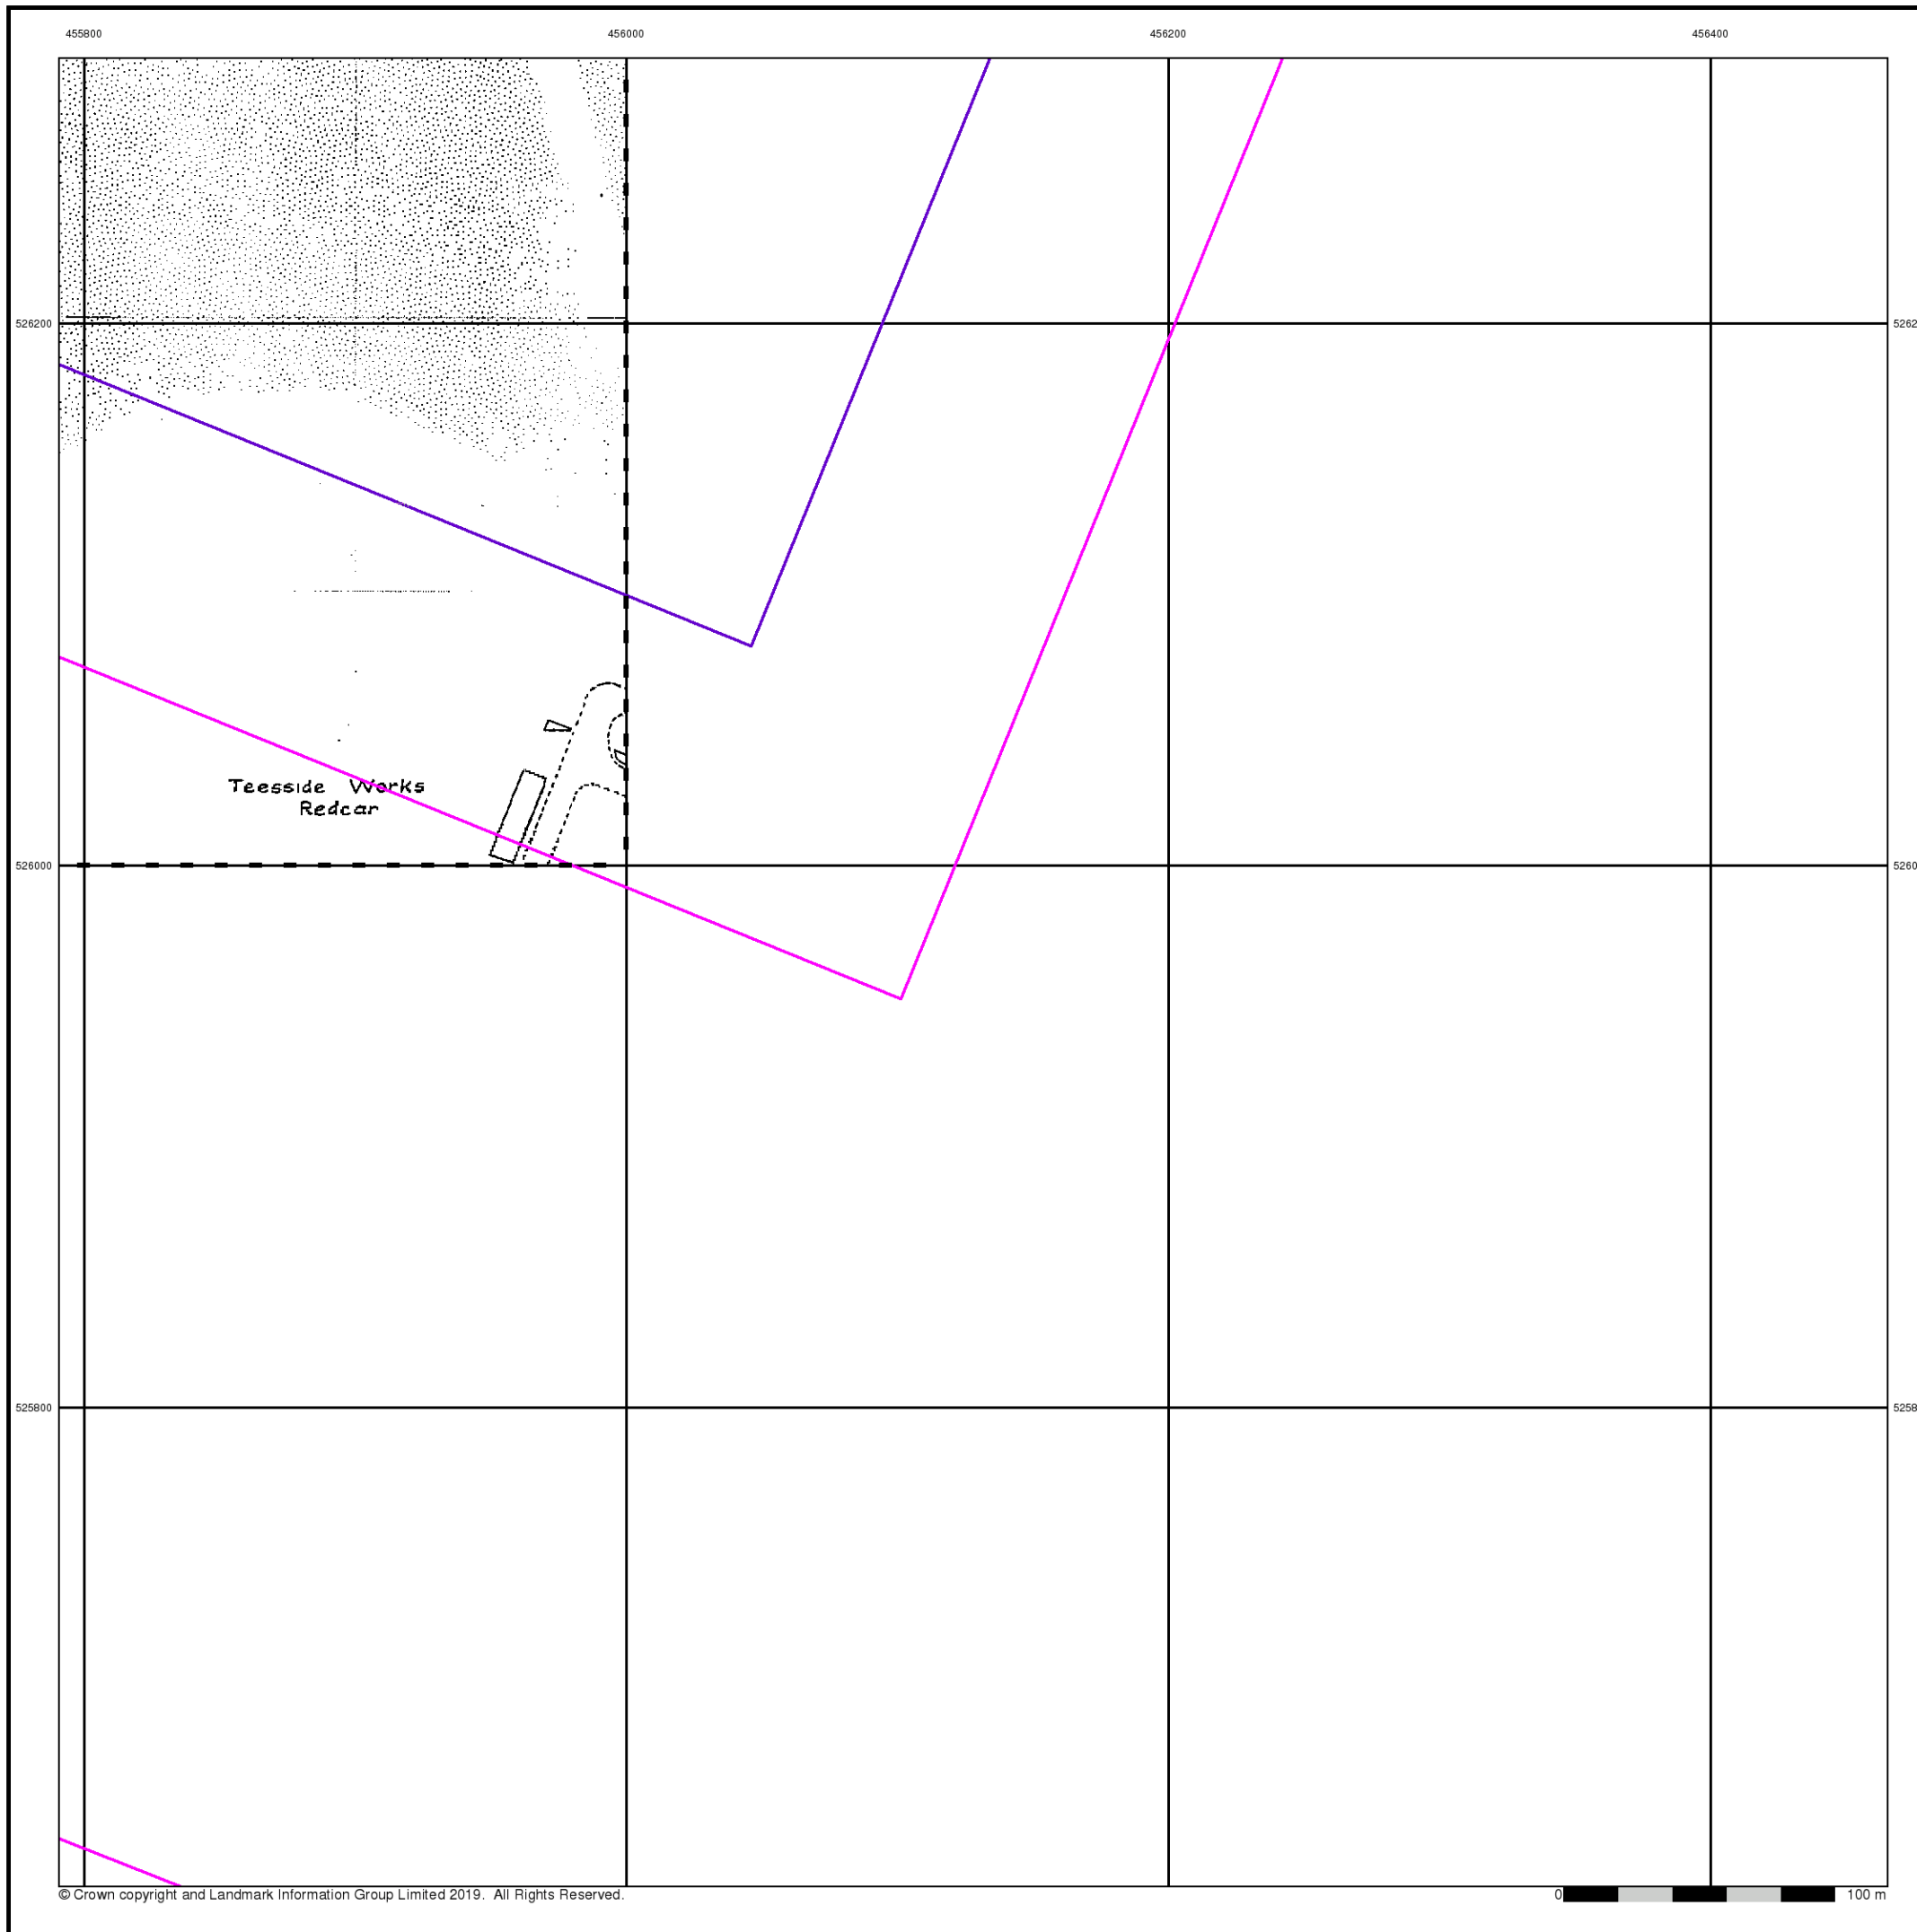 455800 456000 456200 456400
526200 5262
Teesside Works
Redcar
526000 5260
525800 5258
© Crown copyright and Landmark Information Group Limited 2019. All Rights Reserved. 0 100 m